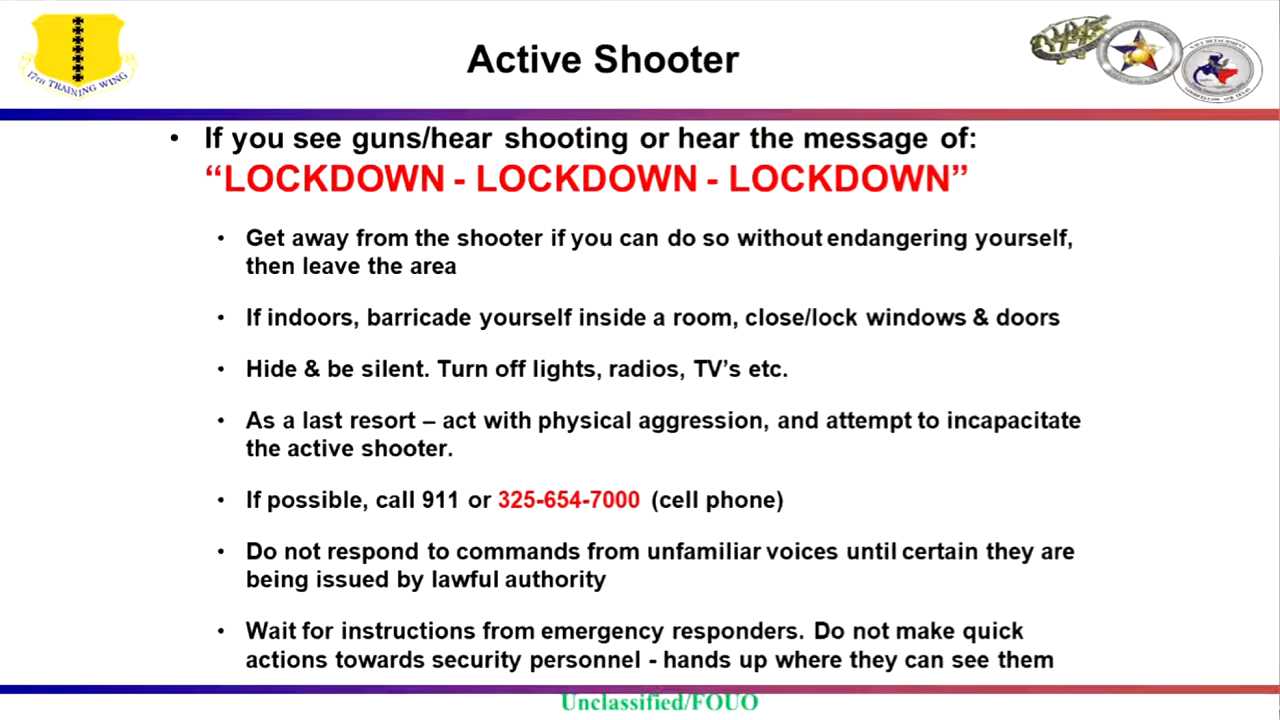 Active Shooter
17TH TRAINING WING
• If you see guns/hear shooting or hear the message of:
“LOCKDOWN - LOCKDOWN - LOCKDOWN”
• Get away from the shooter if you can do so without endangering yourself,
then leave the area
• If indoors, barricade yourself inside a room, close/lock windows & doors
• Hide & be silent. Turn off lights, radios, TV’s etc.
• As a last resort – act with physical aggression, and attempt to incapacitate
the active shooter.
• If possible, call 911 or 325-654-7000 (cell phone)
• Do not respond to commands from unfamiliar voices until certain they are
being issued by lawful authority
• Wait for instructions from emergency responders. Do not make quick
actions towards security personnel - hands up where they can see them
Unclassified/FOUO